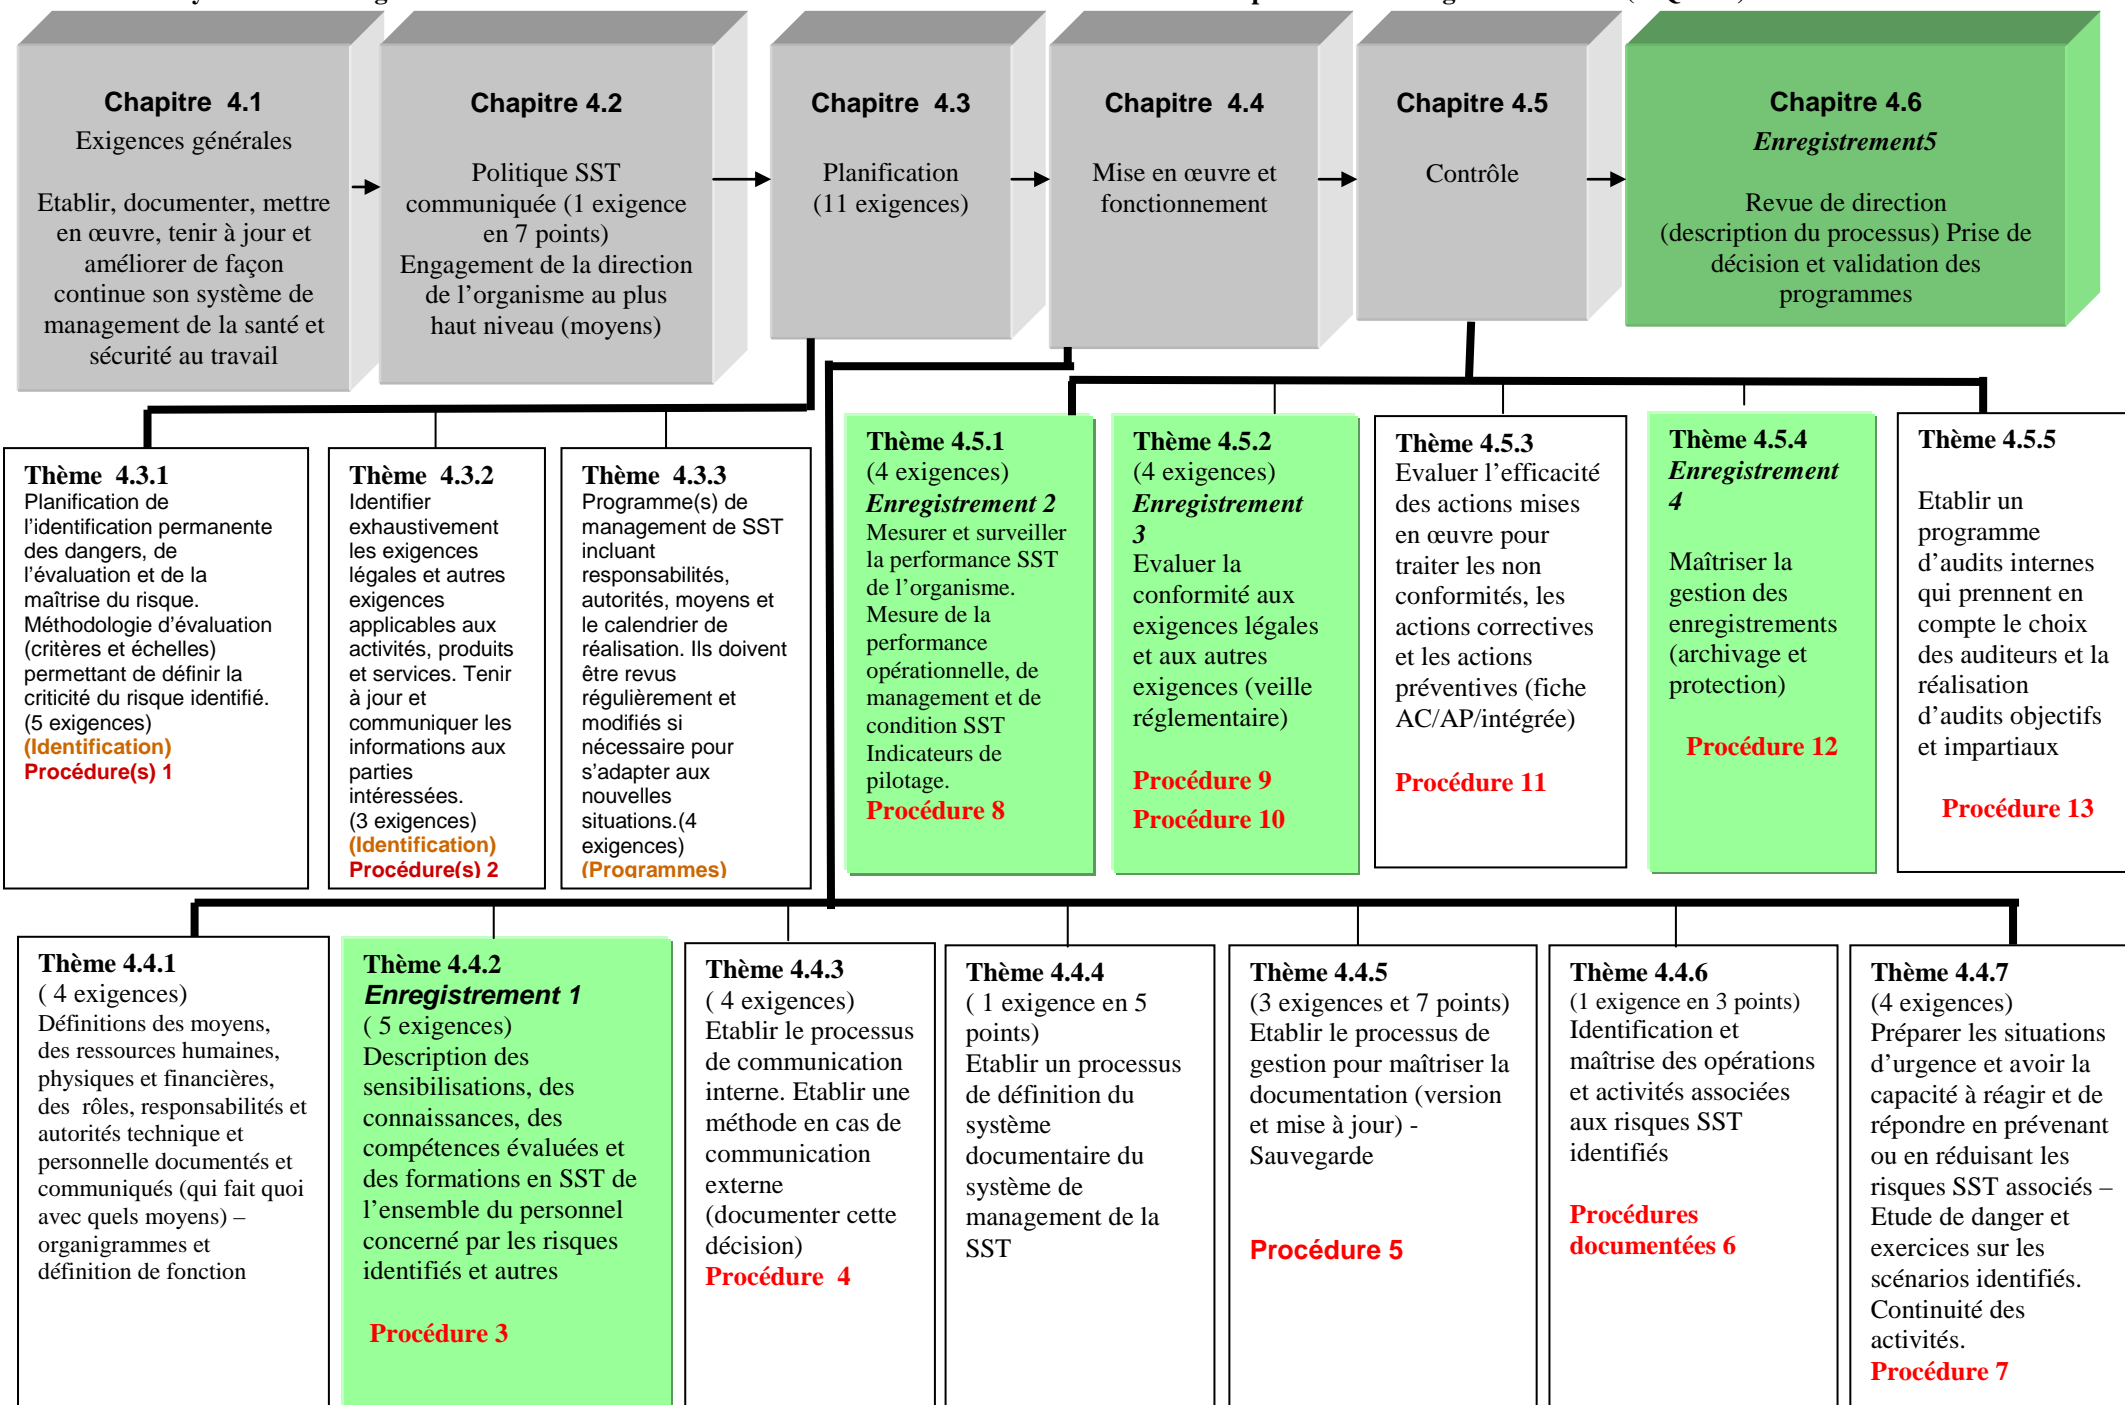 Chapitre 4.1
Exigences générales
Etablir, documenter, mettre
en œuvre, tenir à jour et
améliorer de façon
continue son système de
management de la santé et
sécurité au travail
Chapitre 4.2
Politique SST
communiquée (1 exigence
en 7 points)
Engagement de la direction
de l’organisme au plus
haut niveau (moyens)
Chapitre 4.3
Planification
(11 exigences)
Chapitre 4.4
Mise en œuvre et
fonctionnement
Chapitre 4.5
Contrôle
Chapitre 4.6
Enregistrement5
Revue de direction
(description du processus) Prise de
décision et validation des
programmes
Thème 4.3.1
Planification de
l’identification permanente
des dangers, de
l’évaluation et de la
maîtrise du risque.
Méthodologie d’évaluation
(critères et échelles)
permettant de définir la
criticité du risque identifié.
(5 exigences)
(Identification)
Procédure(s) 1
Thème 4.3.2
Identifier
exhaustivement
les exigences
légales et autres
exigences
applicables aux
activités, produits
et services. Tenir
à jour et
communiquer les
informations aux
parties
intéressées.
(3 exigences)
(Identification)
Procédure(s) 2
Thème 4.3.3
Programme(s) de
management de SST
incluant
responsabilités,
autorités, moyens et
le calendrier de
réalisation. Ils doivent
être revus
régulièrement et
modifiés si
nécessaire pour
s’adapter aux
nouvelles
situations.(4
exigences)
(Programmes)
Thème 4.5.1
(4 exigences)
Enregistrement 2
Mesurer et surveiller
la performance SST
de l’organisme.
Mesure de la
performance
opérationnelle, de
management et de
condition SST
Indicateurs de
pilotage.
Procédure 8
Thème 4.5.2
(4 exigences)
Enregistrement
3
Evaluer la
conformité aux
exigences légales
et aux autres
exigences (veille
réglementaire)
Procédure 9
Procédure 10
Thème 4.5.3
Evaluer l’efficacité
des actions mises
en œuvre pour
traiter les non
conformités, les
actions correctives
et les actions
préventives (fiche
AC/AP/intégrée)
Procédure 11
Thème 4.5.4
Enregistrement
4
Maîtriser la
gestion des
enregistrements
(archivage et
protection)
Procédure 12
Thème 4.5.5
Etablir un
programme
d’audits internes
qui prennent en
compte le choix
des auditeurs et la
réalisation
d’audits objectifs
et impartiaux
Procédure 13
Thème 4.4.1
( 4 exigences)
Définitions des moyens,
des ressources humaines,
physiques et financières,
des rôles, responsabilités et
autorités technique et
personnelle documentés et
communiqués (qui fait quoi
avec quels moyens) –
organigrammes et
définition de fonction
Thème 4.4.2
Enregistrement 1
( 5 exigences)
Description des
sensibilisations, des
connaissances, des
compétences évaluées et
des formations en SST de
l’ensemble du personnel
concerné par les risques
identifiés et autres
Procédure 3
Thème 4.4.3
( 4 exigences)
Etablir le processus
de communication
interne. Etablir une
méthode en cas de
communication
externe
(documenter cette
décision)
Procédure 4
Thème 4.4.4
( 1 exigence en 5
points)
Etablir un processus
de définition du
système
documentaire du
système de
management de la
SST
Thème 4.4.5
(3 exigences et 7 points)
Etablir le processus de
gestion pour maîtriser la
documentation (version
et mise à jour) -
Sauvegarde
Procédure 5
Thème 4.4.6
(1 exigence en 3 points)
Identification et
maîtrise des opérations
et activités associées
aux risques SST
identifiés
Procédures
documentées 6
Thème 4.4.7
(4 exigences)
Préparer les situations
d’urgence et avoir la
capacité à réagir et de
répondre en prévenant
ou en réduisant les
risques SST associés –
Etude de danger et
exercices sur les
scénarios identifiés.
Continuité des
activités.
Procédure 7